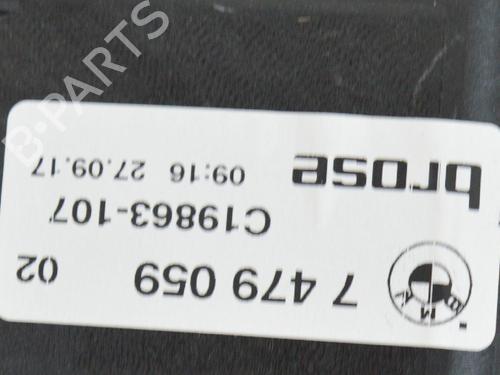 7 479 059 02
C19863-107
brose 09:16 27.09.17
BMW
B-PARTS